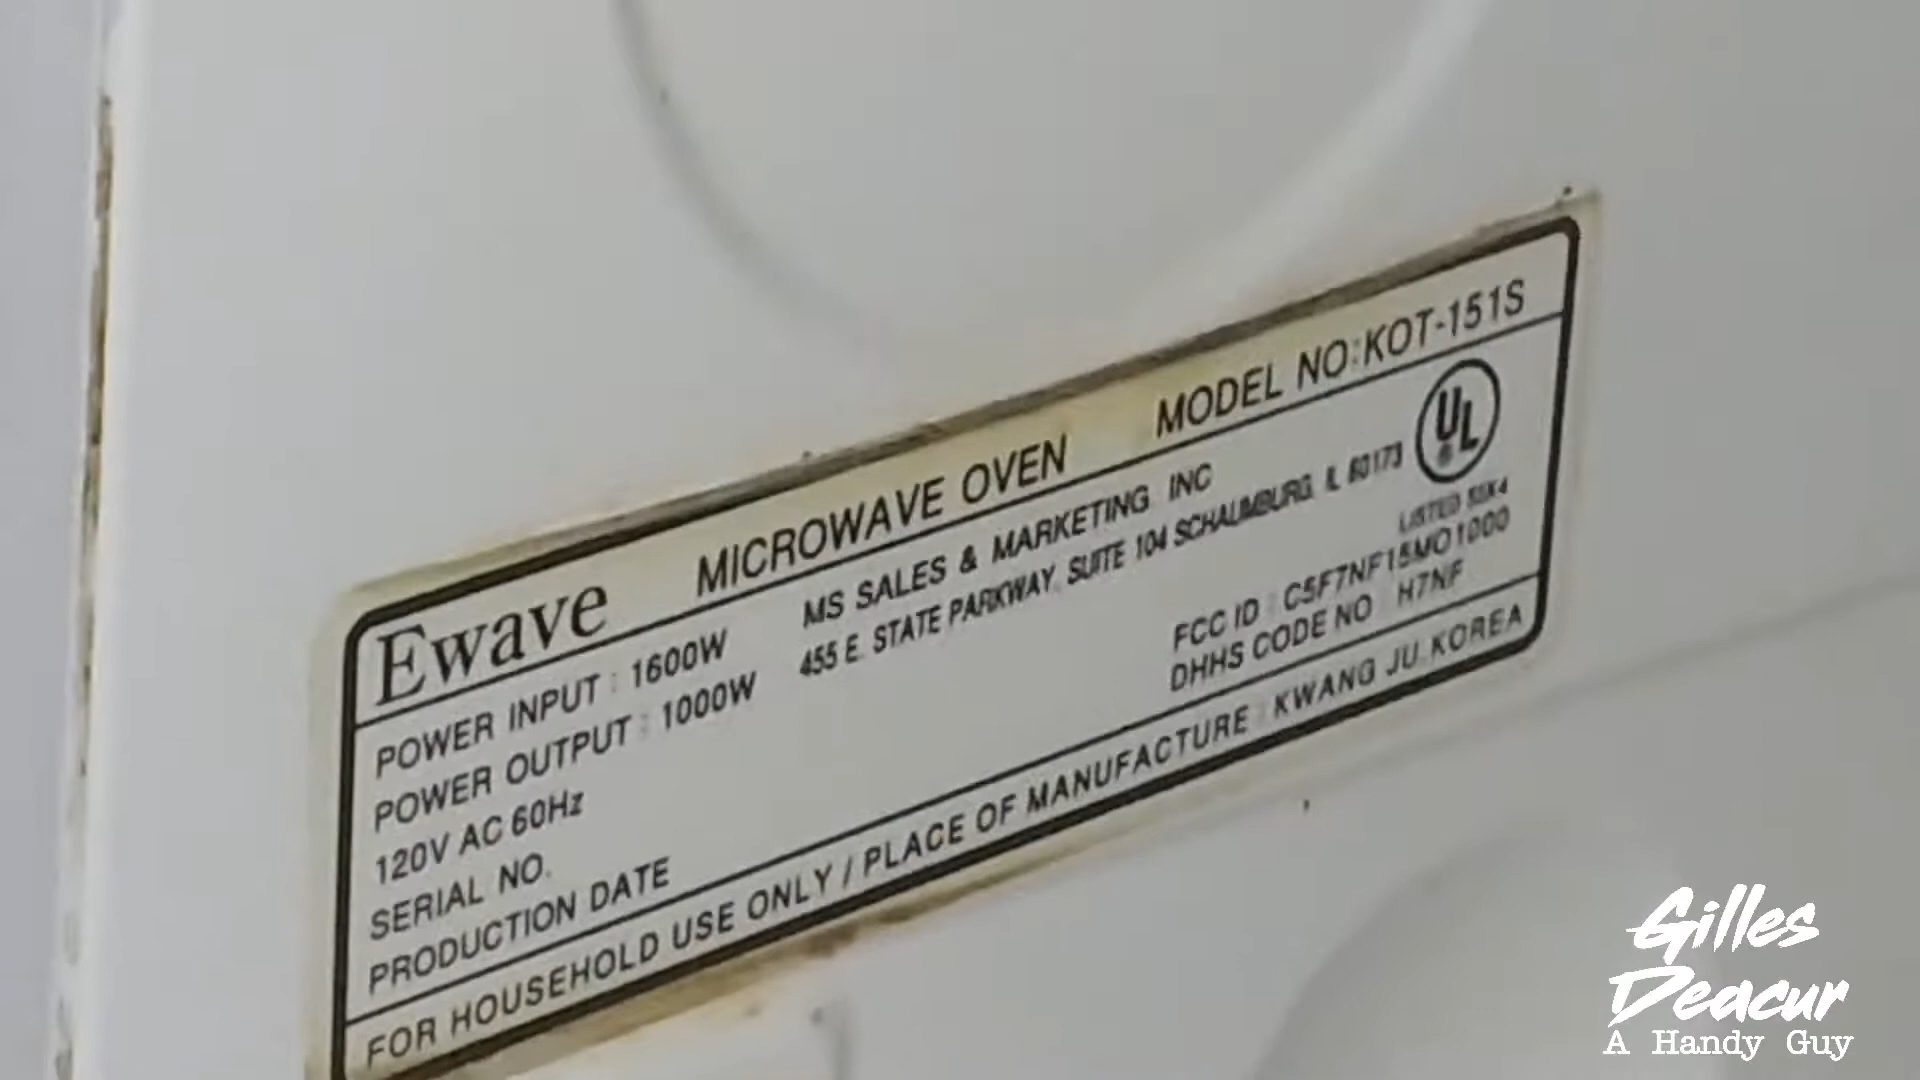 Ewave MICROWAVE OVEN MODEL NO:KOT-151S
POWER INPUT : 1600W
POWER OUTPUT : 1000W
120V AC 60Hz
SERIAL NO.
PRODUCTION DATE
MS SALES & MARKETING INC
455 E. STATE PARKWAY, SUITE 104 SCHAUMBURG, IL 60173
UL
®
LISTED
FCC ID : C5F7NF15MO1000
DHHS CODE NO H7NF
FOR HOUSEHOLD USE ONLY / PLACE OF MANUFACTURE : KWANG JU. KOREA
Gilles
Deacur
A Handy Guy